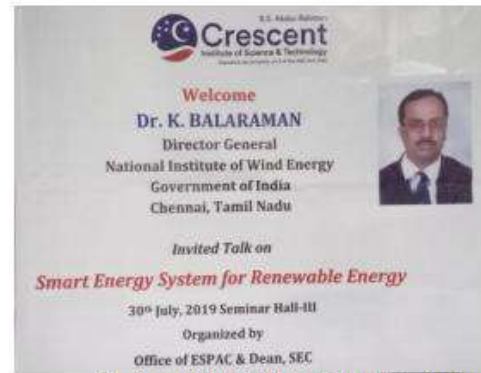 B.S. Abdur Rahman
Crescent
Institute of Science & Technology
Welcome
Dr. K. BALARAMAN
Director General
National Institute of Wind Energy
Government of India
Chennai, Tamil Nadu
Invited Talk on
Smart Energy System for Renewable Energy
30th July, 2019 Seminar Hall-III
Organized by
Office of ESPAC & Dean, SEC